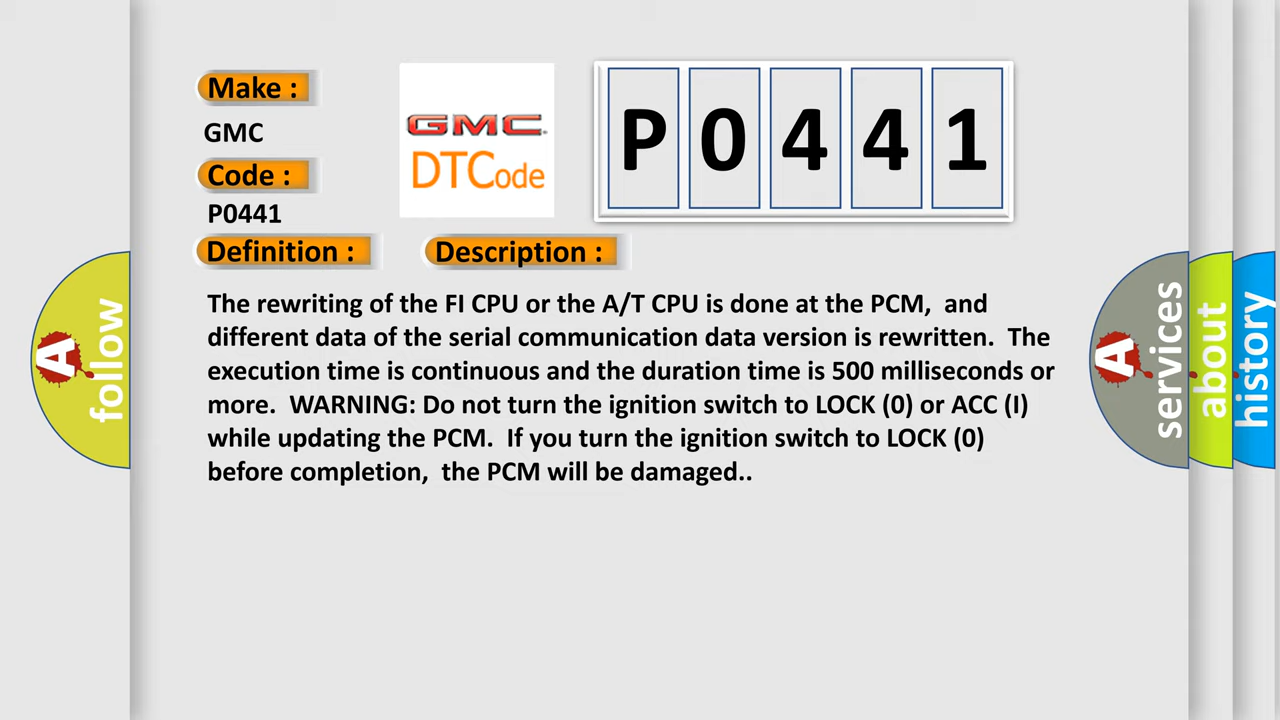 Make :
GMC
Code :
P0441
Definition :
Description :
GMC
DTCode
P0441
The rewriting of the FI CPU or the A/T CPU is done at the PCM, and
different data of the serial communication data version is rewritten The
execution time is continuous and the duration time is 500 milliseconds or
more WARNING: Do not turn the ignition switch to LOCK (0) or ACC (I)
while updating the PCM If you turn the ignition switch to LOCK (0)
before completion, the PCM will be damaged..
A follow
A services
about
history